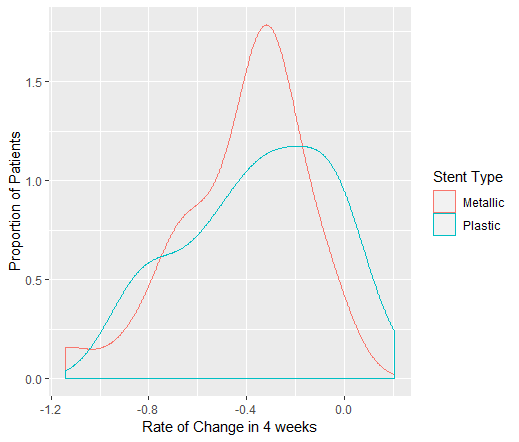 1.5
1.0
0.5
0.0
-1.2
-0.8
-0.4
0.0
Rate of Change in 4 weeks
Proportion of Patients
Stent Type
Metallic
Plastic